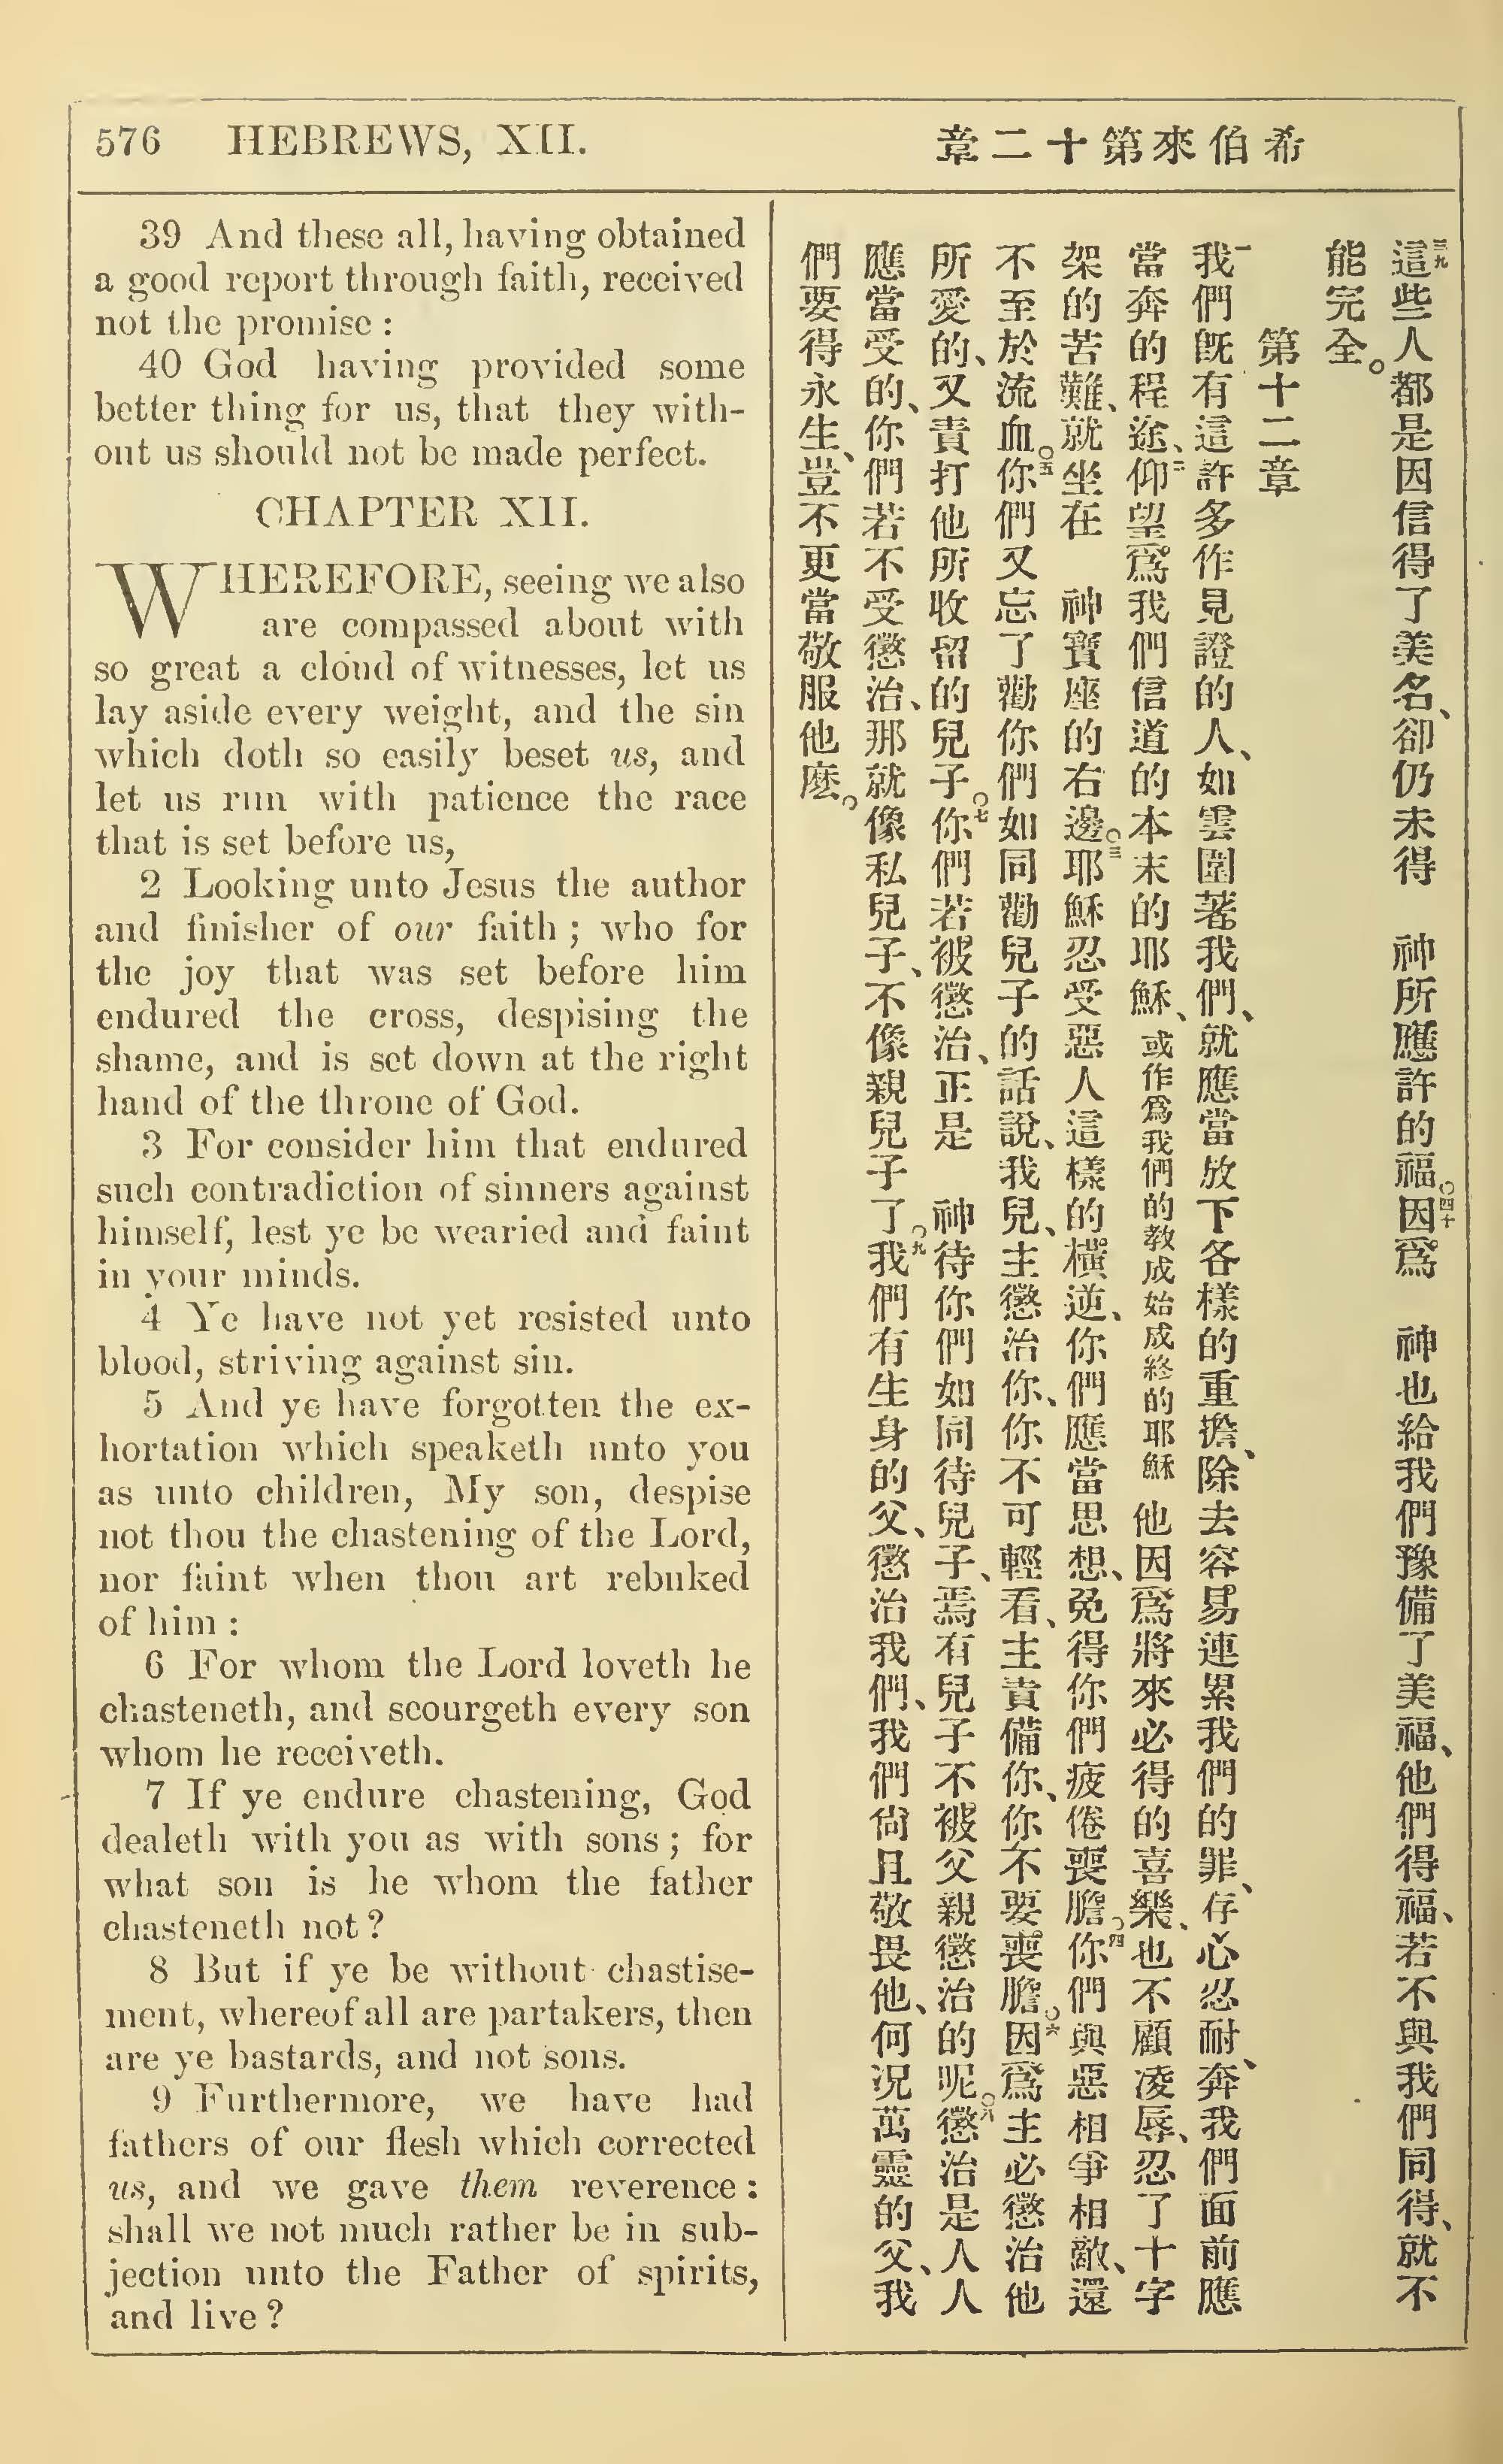 576 HEBREWS, XII.
希伯來第十二章
39 And these all, having obtained
a good report through faith, received
not the promise :
40 God having provided some
better thing for us, that they with-
out us should not be made perfect.
CHAPTER XII.
WHEREFORE, seeing we also
are compassed about with
so great a cloud of witnesses, let us
lay aside every weight, and the sin
which doth so easily beset us, and
let us run with patience the race
that is set before us,
2 Looking unto Jesus the author
and finisher of our faith ; who for
the joy that was set before him
endured the cross, despising the
shame, and is set down at the right
hand of the throne of God.
3 For consider him that endured
such contradiction of sinners against
himself, lest ye be wearied and faint
in your minds.
4 Ye have not yet resisted unto
blood, striving against sin.
5 And ye have forgotten the ex-
hortation which speaketh unto you
as unto children, My son, despise
not thou the chastening of the Lord,
nor faint when thou art rebuked
of him :
6 For whom the Lord loveth he
chasteneth, and scourgeth every son
whom he receiveth.
7 If ye endure chastening, God
dealeth with you as with sons ; for
what son is he whom the father
chasteneth not ?
8 But if ye be without chastise-
ment, whereof all are partakers, then
are ye bastards, and not sons.
9 Furthermore, we have had
fathers of our flesh which corrected
us, and we gave them reverence :
shall we not much rather be in sub-
jection unto the Father of spirits,
and live ?
三九這些人都是因信得了美名、卻仍未得　神所應許的福。四十因爲　神也給我們豫備了美福、他們得福、若不與我們同得、就不
能完全。
第十二章
一我們旣有這許多作見證的人、如雲圍著我們、就應當放下各樣的重擔、除去容易連累我們的罪、存心忍耐、奔我們面前應
當奔的程途、二仰望爲我們信道的本末的耶穌、或作爲我們的敎成始成終的耶穌他因爲將來必得的喜樂、也不顧凌辱、忍了十字
架的苦難、就坐在　神寶座的右邊。三耶穌忍受惡人這樣的橫逆、你們應當思想、免得你們疲倦喪膽。四你們與惡相爭相敵、還
不至於流血。五你們又忘了勸你們如同勸兒子的話說、我兒、主懲治你、你不可輕看、主責備你、你不要喪膽。六因爲主必懲治他
所愛的、又責打他所收留的兒子。七你們若被懲治、正是　神待你們如同待兒子、焉有兒子不被父親懲治的呢。八懲治是人人
應當受的、你們若不受懲治、那就像私兒子、不像親兒子了。九我們有生身的父、懲治我們、我們尙且敬畏他、何況萬靈的父、我
們要得永生、豈不更當敬服他麽。